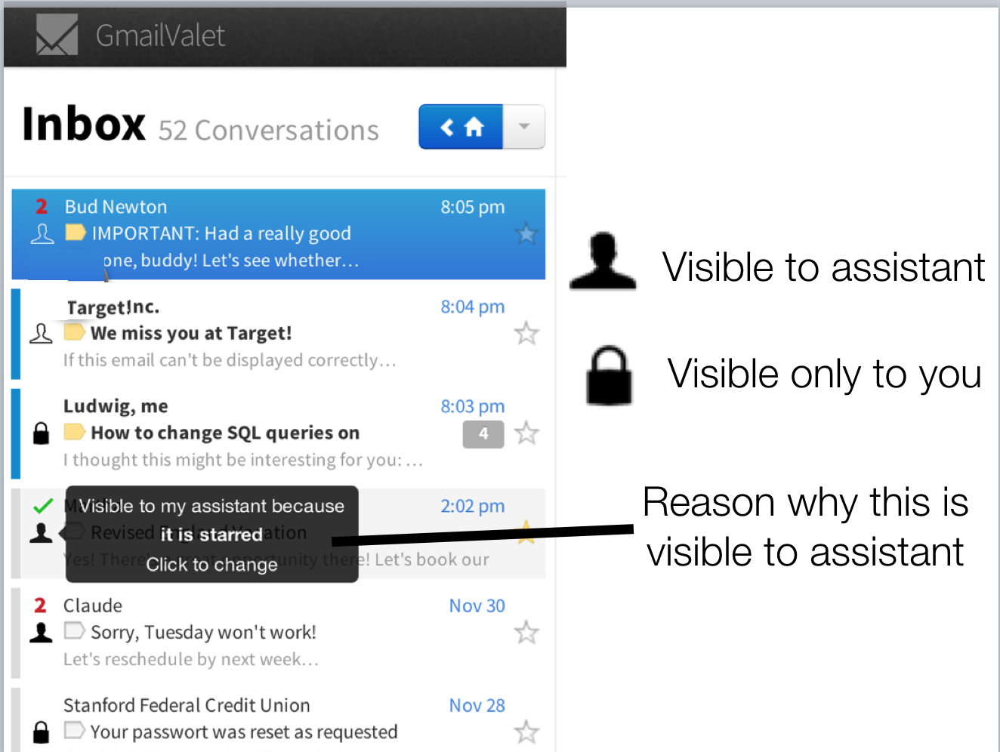 GmailValet
Inbox 52 Conversations
2 Bud Newton 8:05 pm
IMPORTANT: Had a really good
one, buddy! Let's see whether...
Target!nc. 8:04 pm
We miss you at Target!
If this email can't be displayed correctly...
Ludwig, me 8:03 pm
How to change SQL queries on 4
I thought this might be interesting for you: ...
2:02 pm
Visible to my assistant because
it is starred
Click to change
Revised England Vacation
Yes! There's a great opportunity there! Let's book our
2 Claude Nov 30
Sorry, Tuesday won't work!
Let's reschedule by next week...
Stanford Federal Credit Union Nov 28
Your passwort was reset as requested
Visible to assistant
Visible only to you
Reason why this is
visible to assistant